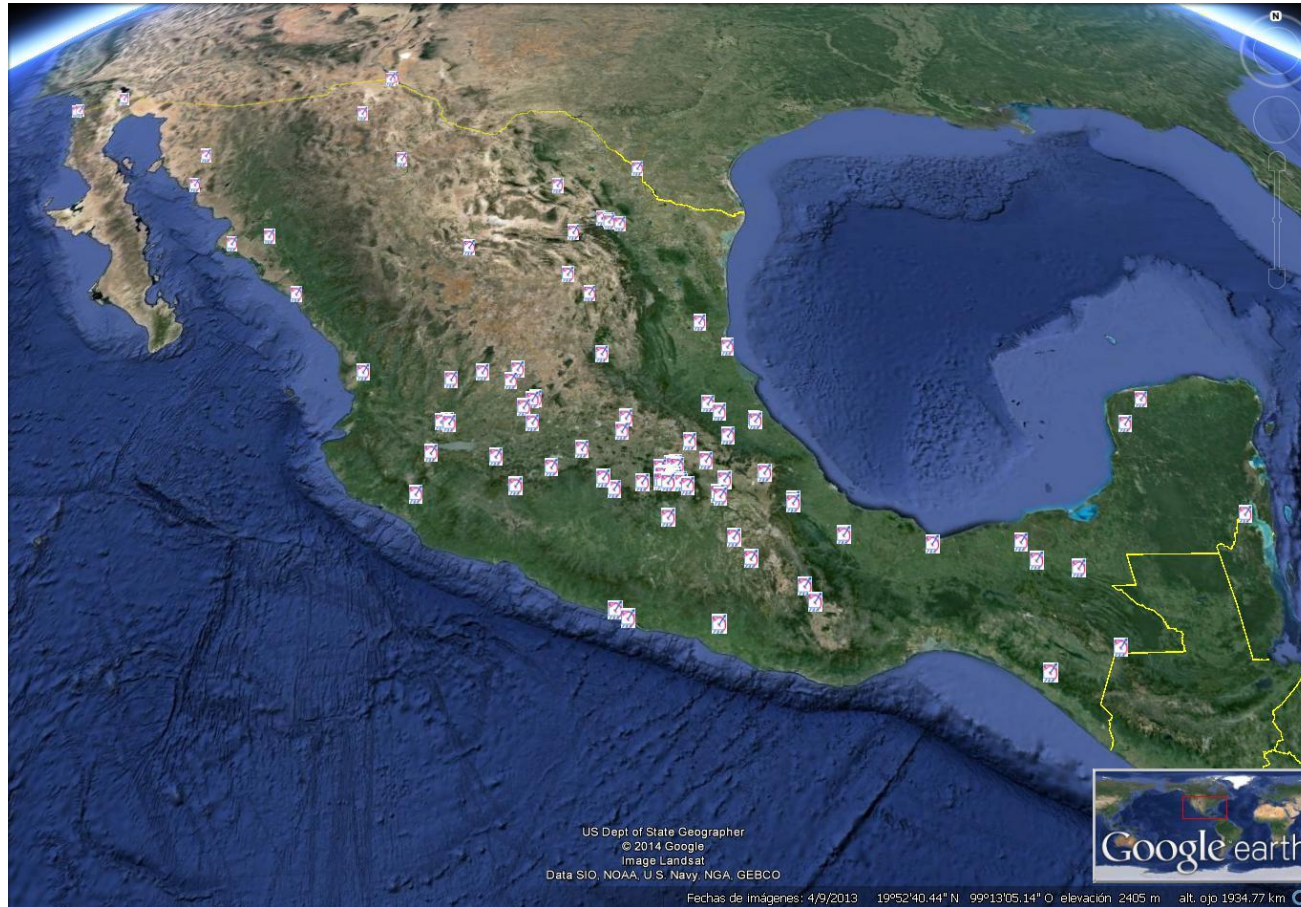 N
US Dept of State Geographer
© 2014 Google
Image Landsat
Data SIO, NOAA, U.S. Navy, NGA, GEBCO
Google earth
Fechas de imágenes: 4/9/2013 19°52'40.44" N 99°13'05.14" O elevación 2405 m alt. ojo 1934.77 km